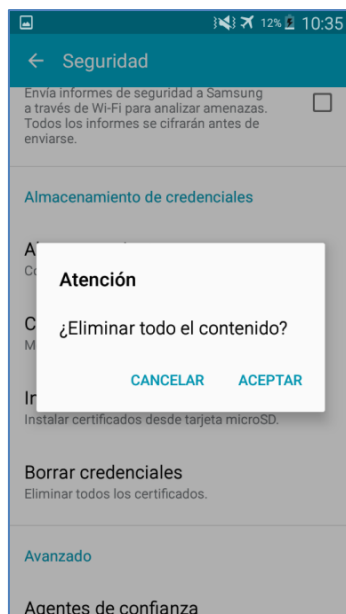 12% 10:35
Seguridad
Envía informes de seguridad a Samsung
a través de Wi-Fi para analizar amenazas.
Todos los informes se cifrarán antes de
enviarse.
Almacenamiento de credenciales
Atención
¿Eliminar todo el contenido?
CANCELAR ACEPTAR
Instalar certificados desde tarjeta microSD.
Borrar credenciales
Eliminar todos los certificados.
Avanzado
Agentes de confianza